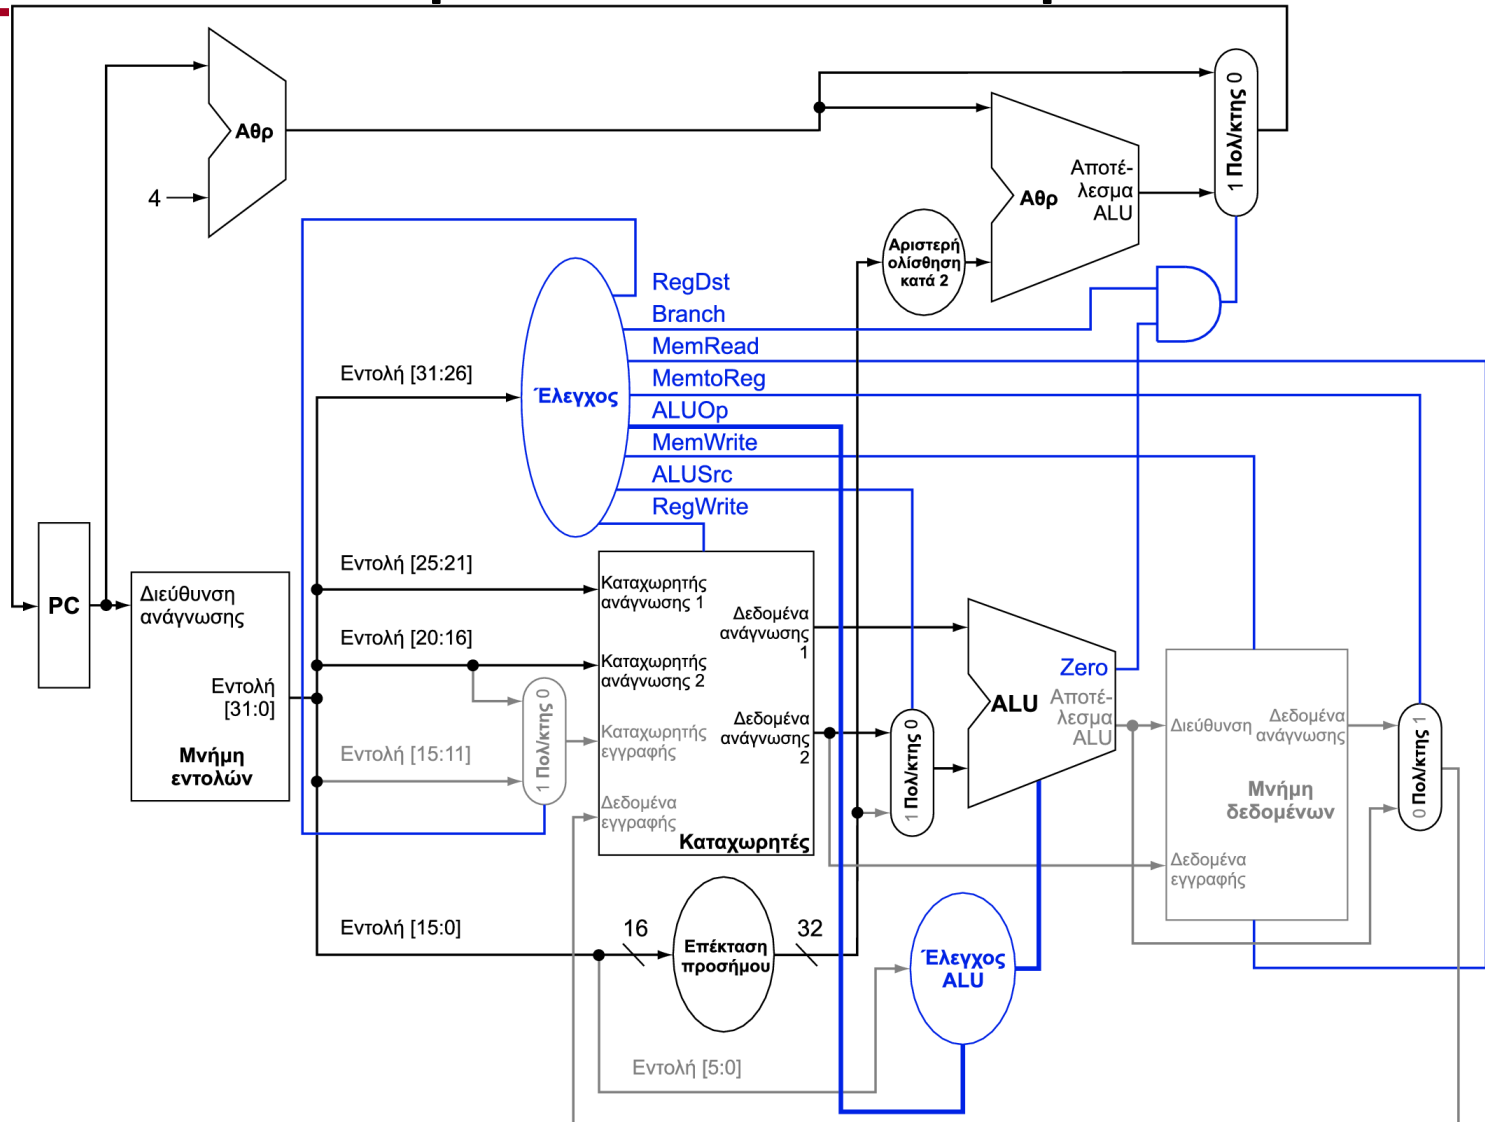 Αθρ
4
Πολ/κτης 0
1
Αποτέ-
λεσμα
ALU
Αθρ
Αριστερή
ολίσθηση
κατά 2
RegDst
Branch
MemRead
MemtoReg
ALUOp
MemWrite
ALUSrc
RegWrite
Έλεγχος
Εντολή [31:26]
Εντολή [25:21]
Εντολή [20:16]
Εντολή [15:11]
Εντολή [15:0]
PC
Διεύθυνση
ανάγνωσης
Εντολή
[31:0]
Μνήμη
εντολών
1 Πολ/κτης 0
Καταχωρητής
ανάγνωσης 1
Καταχωρητής
ανάγνωσης 2
Καταχωρητής
εγγραφής
Δεδομένα
εγγραφής
Δεδομένα
ανάγνωσης
1
Δεδομένα
ανάγνωσης
2
Καταχωρητές
1 Πολ/κτης 0
Zero
ALU
Αποτέ-
λεσμα
ALU
Διεύθυνση
Δεδομένα
ανάγνωσης
Μνήμη
δεδομένων
Δεδομένα
εγγραφής
0 Πολ/κτης 1
16
Επέκταση
προσήμου
32
Έλεγχος
ALU
Εντολή [5:0]